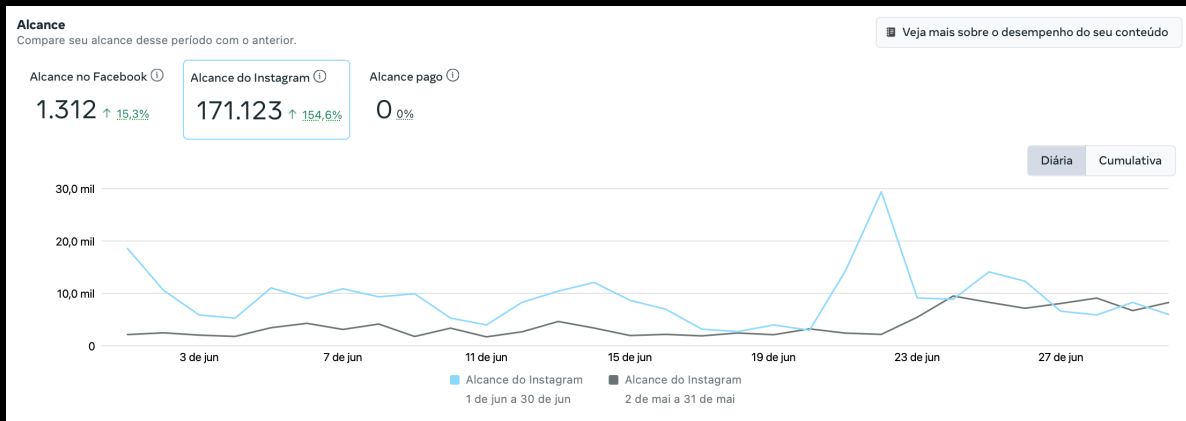 Alcance
Compare seu alcance desse período com o anterior.
Veja mais sobre o desempenho do seu conteúdo
Alcance no Facebook
1.312 ↑ 15,3%
Alcance do Instagram
171.123 ↑ 154,6%
Alcance pago
0 0%
Diária
Cumulativa
30,0 mil
20,0 mil
10,0 mil
0
3 de jun
7 de jun
11 de jun
15 de jun
19 de jun
23 de jun
27 de jun
Alcance do Instagram
1 de jun a 30 de jun
Alcance do Instagram
2 de mai a 31 de mai